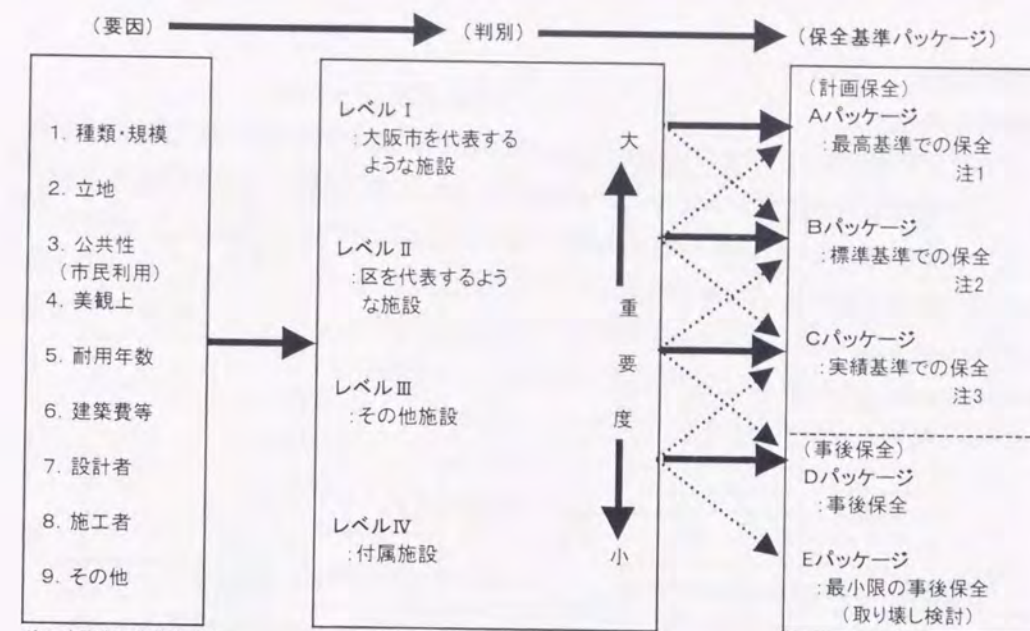 (要因)
(判別)
(保全基準パッケージ)
1. 種類・規模
2. 立地
3. 公共性
(市民利用)
4. 美観上
5. 耐用年数
6. 建築費等
7. 設計者
8. 施工者
9. その他
レベルⅠ
:大阪市を代表する
ような施設
レベルⅡ
:区を代表するよう
な施設
レベルⅢ
:その他施設
レベルⅣ
:付属施設
大
重
要
度
小
(計画保全)
Aパッケージ
:最高基準での保全
注1
Bパッケージ
:標準基準での保全
注2
Cパッケージ
:実績基準での保全
注3
(事後保全)
Dパッケージ
:事後保全
Eパッケージ
:最小限の事後保全
(取り壊し検討)